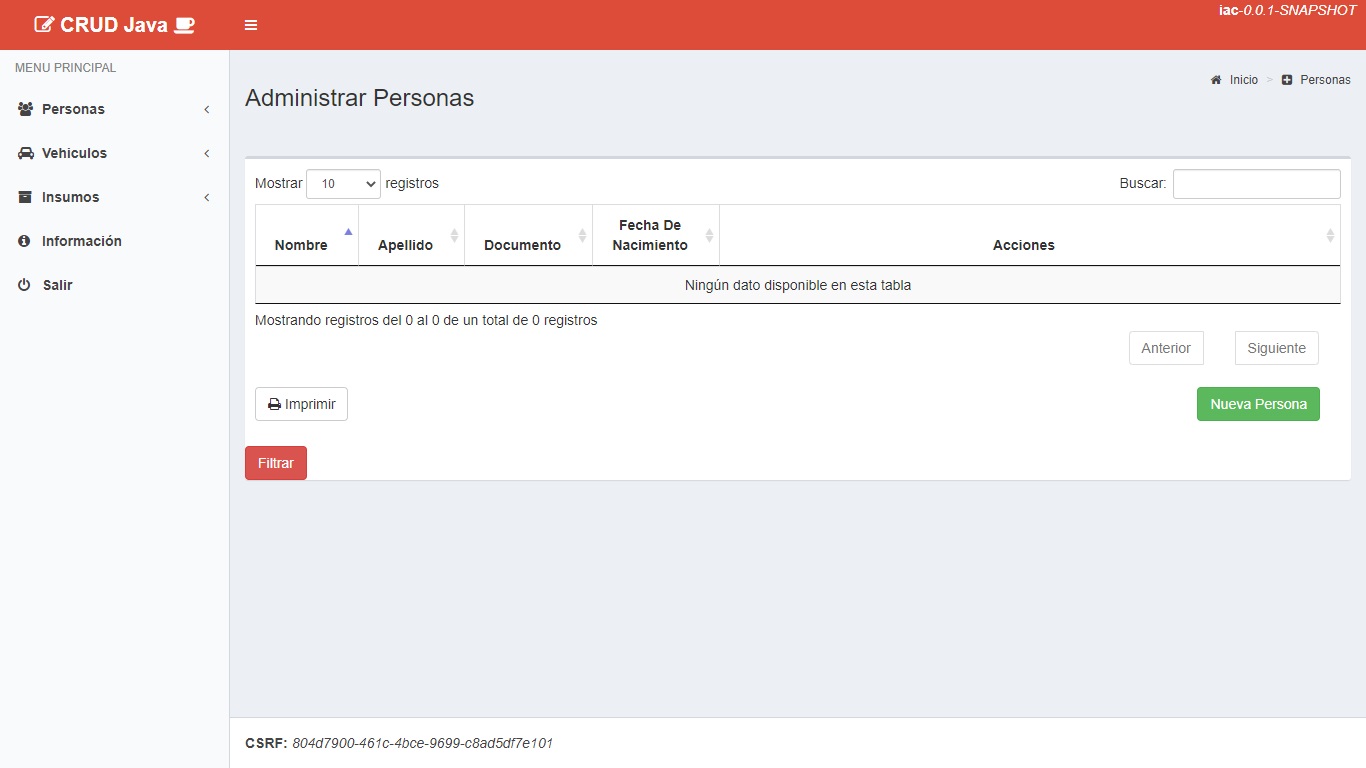 CRUD Java
iac-0.0.1-SNAPSHOT
MENU PRINCIPAL
Personas
Vehiculos
Insumos
Información
Salir
Administrar Personas
Inicio > Personas
Mostrar 10 registros
Buscar:
Nombre Apellido Documento Fecha De Nacimiento Acciones
Ningún dato disponible en esta tabla
Mostrando registros del 0 al 0 de un total de 0 registros
Anterior Siguiente
Imprimir Nueva Persona
Filtrar
CSRF: 804d7900-461c-4bce-9699-c8ad5df7e101